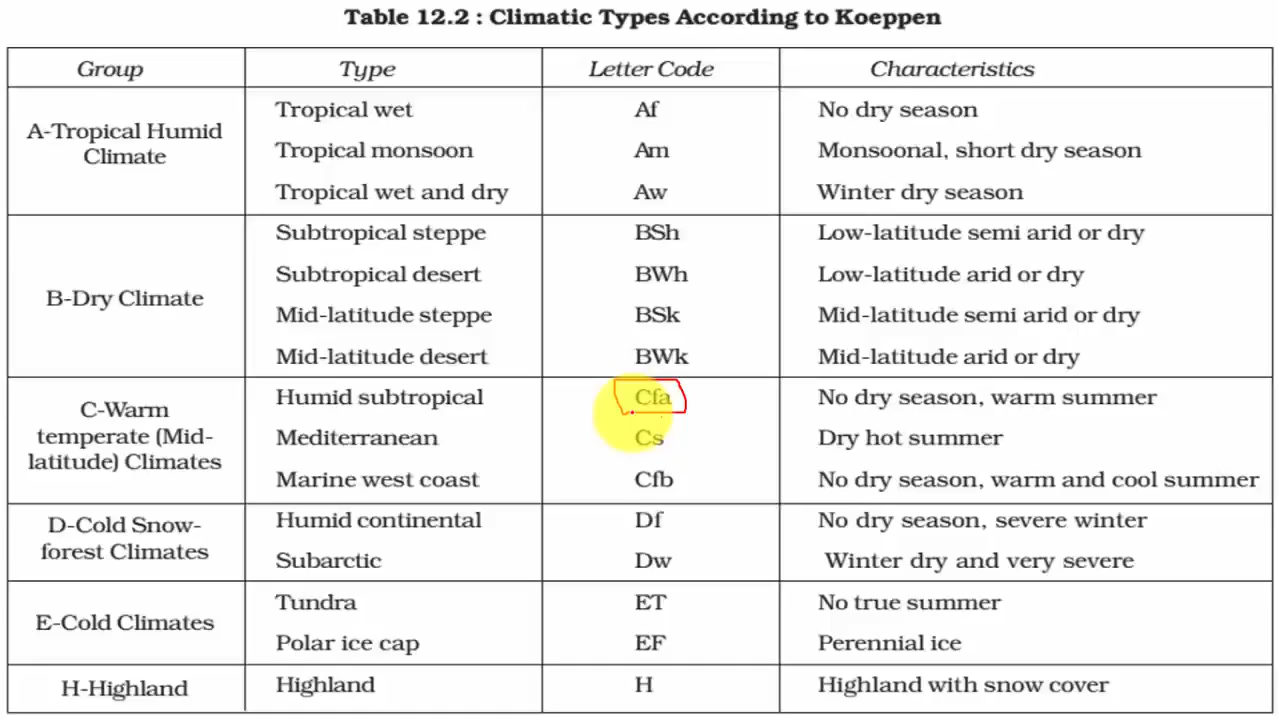 Table 12.2 : Climatic Types According to Koeppen
Group Type Letter Code Characteristics
A-Tropical Humid Climate
Tropical wet Af No dry season
Tropical monsoon Am Monsoonal, short dry season
Tropical wet and dry Aw Winter dry season
B-Dry Climate
Subtropical steppe BSh Low-latitude semi arid or dry
Subtropical desert BWh Low-latitude arid or dry
Mid-latitude steppe BSk Mid-latitude semi arid or dry
Mid-latitude desert BWk Mid-latitude arid or dry
C-Warm
temperate (Mid-
latitude) Climates
Humid subtropical Cfa No dry season, warm summer
Mediterranean Cs Dry hot summer
Marine west coast Cfb No dry season, warm and cool summer
D-Cold Snow-
forest Climates
Humid continental Df No dry season, severe winter
Subarctic Dw Winter dry and very severe
E-Cold Climates
Tundra ET No true summer
Polar ice cap EF Perennial ice
H-Highland Highland H Highland with snow cover